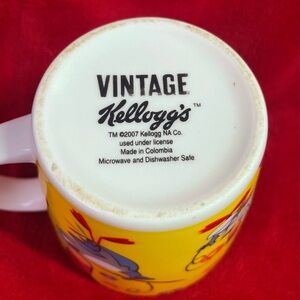 VINTAGE
Kellogg's™
TM ©2007 Kellogg NA Co.
used under license
Made in Colombia
Microwave and Dishwasher Safe